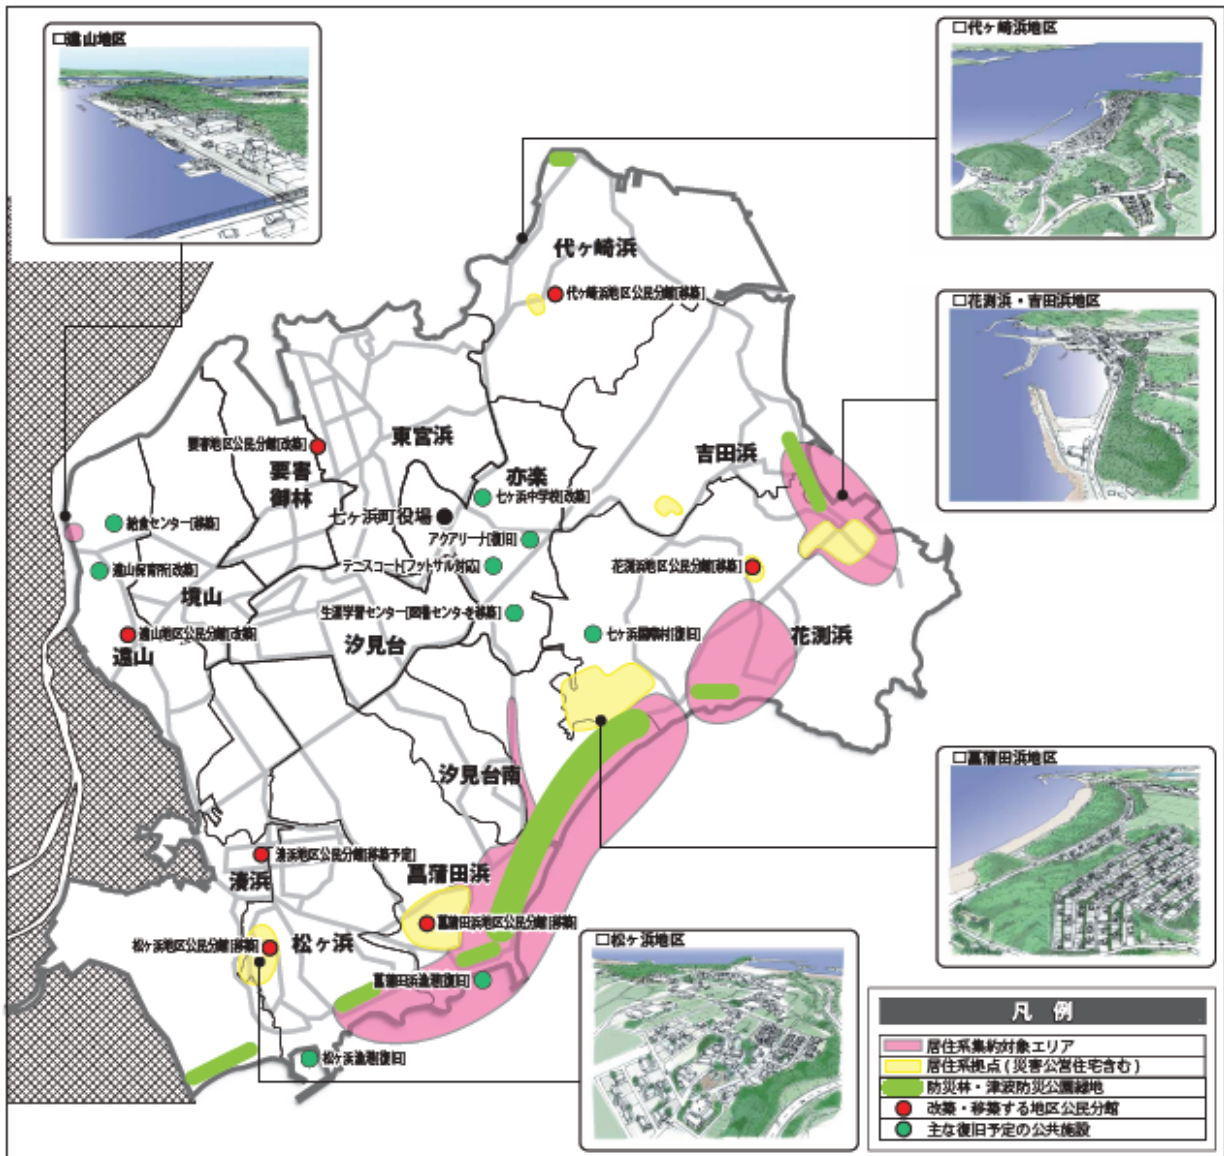 □遠山地区
□代ヶ崎浜地区
代ヶ崎浜
代ヶ崎浜地区公民分館[移築]
□花渕浜・吉田浜地区
東宮浜
要害地区公民分館[改築]
要害
御林
吉田浜
亦楽
七ヶ浜中学校[改築]
七ヶ浜町役場
給食センター[移築]
アクアリーナ[復旧]
テニスコート[フットサル対応]
花渕浜地区公民分館[移築]
遠山保育所[改築]
境山
生涯学習センター[図書センターを移築]
遠山地区公民分館[改築]
遠山
汐見台
七ヶ浜国際村[復旧]
花渕浜
□菖蒲田浜地区
汐見台南
湊浜地区公民分館[移築予定]
湊浜
菖蒲田浜
菖蒲田浜地区公民分館[移築]
松ヶ浜地区公民分館[移築]
松ヶ浜
□松ヶ浜地区
菖蒲田浜漁港[復旧]
松ヶ浜漁港[復旧]
凡 例
居住系集約対象エリア
居住系拠点(災害公営住宅含む)
防災林・津波防災公園緑地
改築・移築する地区公民分館
主な復旧予定の公共施設